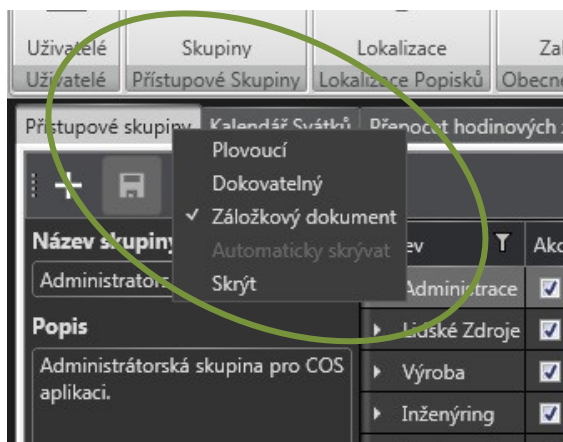 Uživatelé Skupiny Lokalizace
Uživatelé Přístupové Skupiny Lokalizace Popisků
Přístupové skupiny Kalendář Svátků Přepočet hodinových
Plovoucí
Dokovatelný
Záložkový dokument
Automaticky skrývat
Skrýt
Název skupiny
Administrators
Administrace
Lidské Zdroje
Výroba
Inženýring
Popis
Administrátorská skupina pro COS
aplikaci.